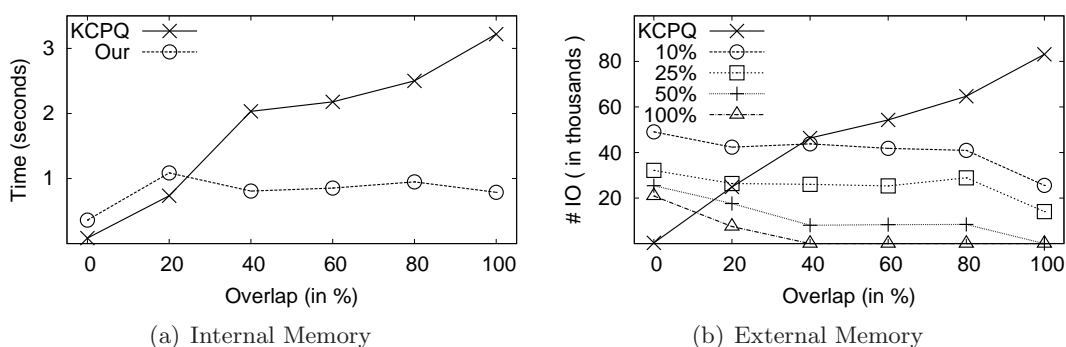 KCPQ
Our
3
2
1
0 20 40 60 80 100
Time (seconds)
Overlap (in %)
(a) Internal Memory
KCPQ
10%
25%
50%
100%
80
60
40
20
0 20 40 60 80 100
# IO ( in thousands )
Overlap (in %)
(b) External Memory